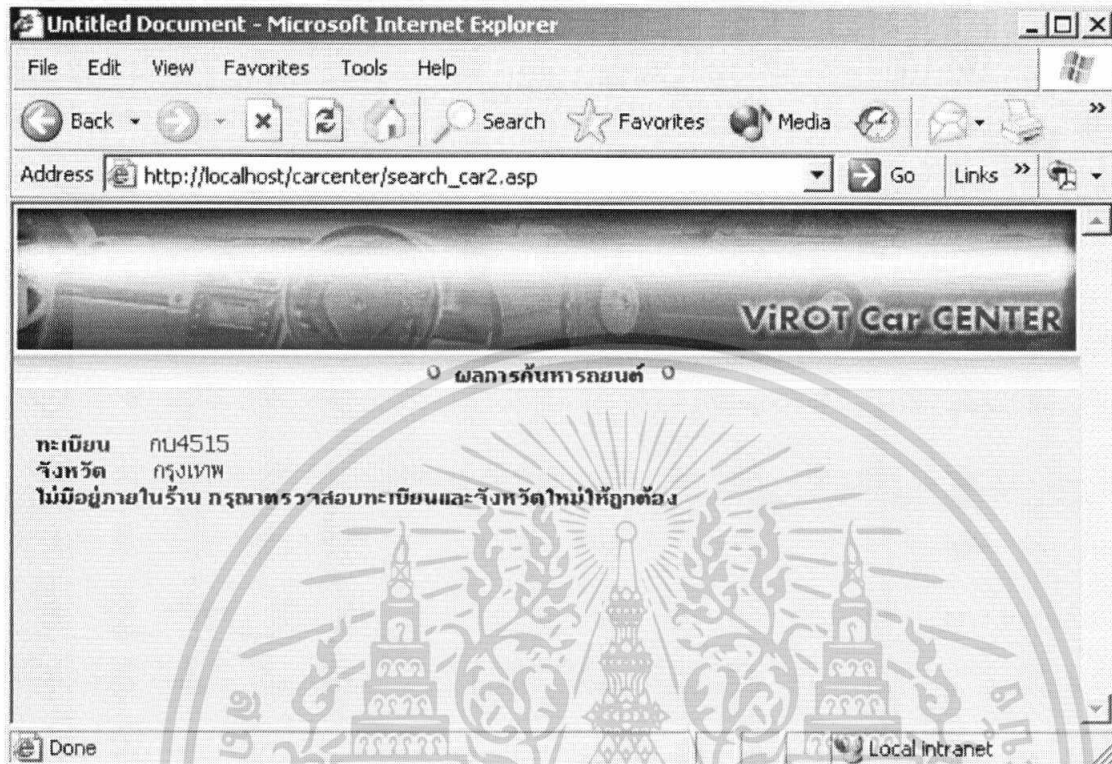 Untitled Document - Microsoft Internet Explorer
File Edit View Favorites Tools Help
Back Search Favorites Media »
Address http://localhost/carcenter/search_car2.asp Go Links »
ViROT Car CENTER
ผลการค้นหารถยนต์
ทะเบียน กบ4515
จังหวัด กรุงเทพ
ไม่มีอยู่ภายในร้าน กรุณาตรวจสอบทะเบียนและจังหวัดใหม่ให้ถูกต้อง
Done Local intranet